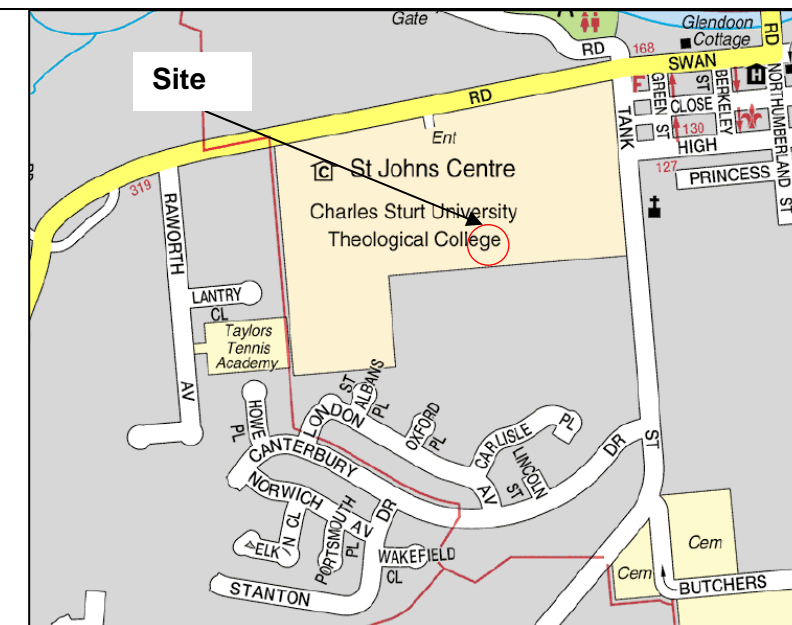 Gate
Glendoon
Cottage
RD
168
RD
SWAN
Site
F
H
GREEN ST
ST
BERKELEY
NORTHUMBERLAND ST
RD
CLOSE
TANK
Ent
130
HIGH
C
St Johns Centre
127
PRINCESS
319
Charles Sturt University
Theological College
RAWORTH
LANTRY
CL
Taylors
Tennis
Academy
AV
HOWE
PL
LONDON
ST ALBANS
PL
OXFORD
PL
CARLISLE
PL
DR
ST
CANTERBURY
LINCOLN
ST
AV
NORWICH
AV
DR
PORTSMOUTH
PL
ELK
N CL
WAKEFIELD
CL
Cem
Cem
STANTON
BUTCHERS